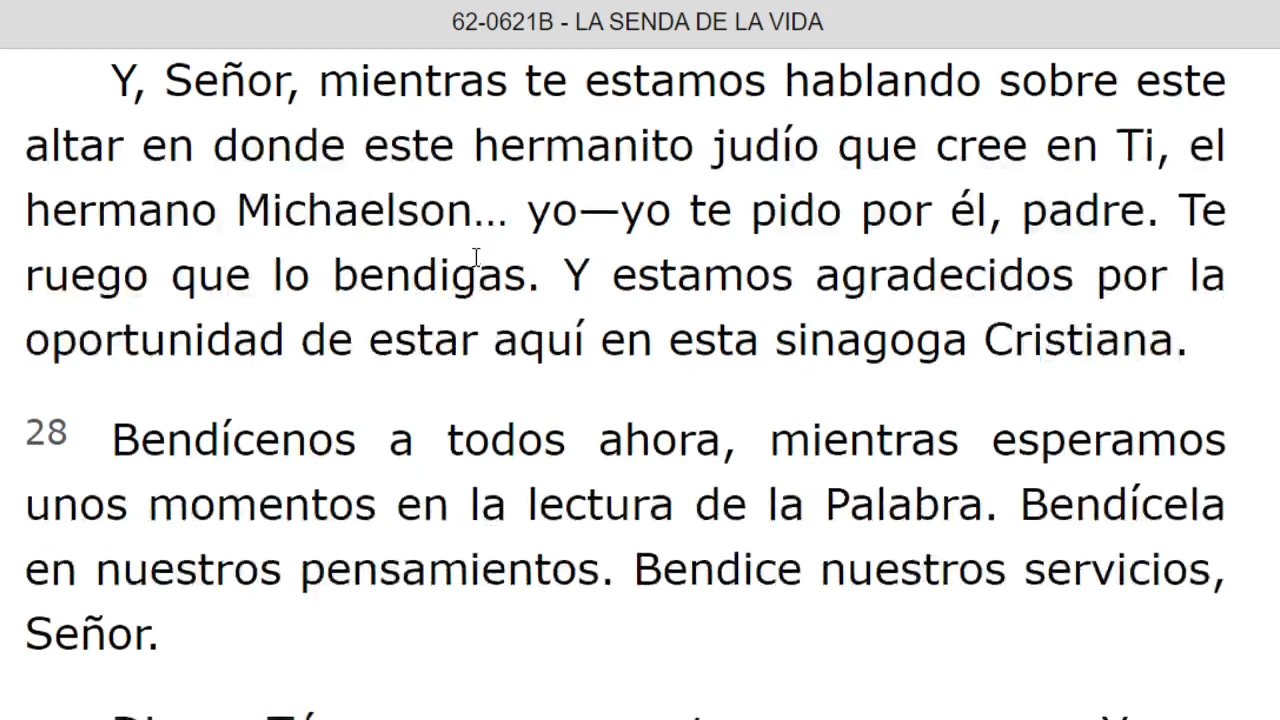 62-0621B - LA SENDA DE LA VIDA
Y, Señor, mientras te estamos hablando sobre este
altar en donde este hermanito judío que cree en Ti, el
hermano Michaelson… yo—yo te pido por él, padre. Te
ruego que lo bendigas. Y estamos agradecidos por la
oportunidad de estar aquí en esta sinagoga Cristiana.
28 Bendícenos a todos ahora, mientras esperamos
unos momentos en la lectura de la Palabra. Bendícela
en nuestros pensamientos. Bendice nuestros servicios,
Señor.